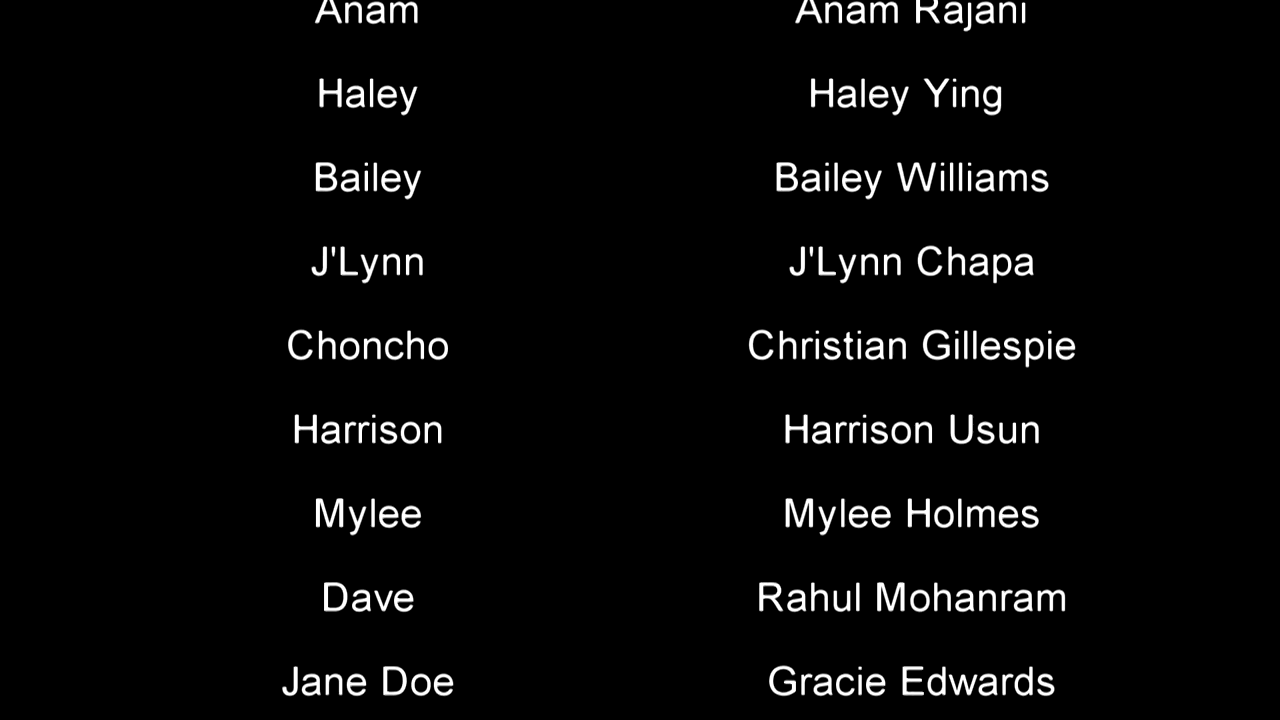 Anam Anam Rajani
Haley Haley Ying
Bailey Bailey Williams
J'Lynn J'Lynn Chapa
Choncho Christian Gillespie
Harrison Harrison Usun
Mylee Mylee Holmes
Dave Rahul Mohanram
Jane Doe Gracie Edwards